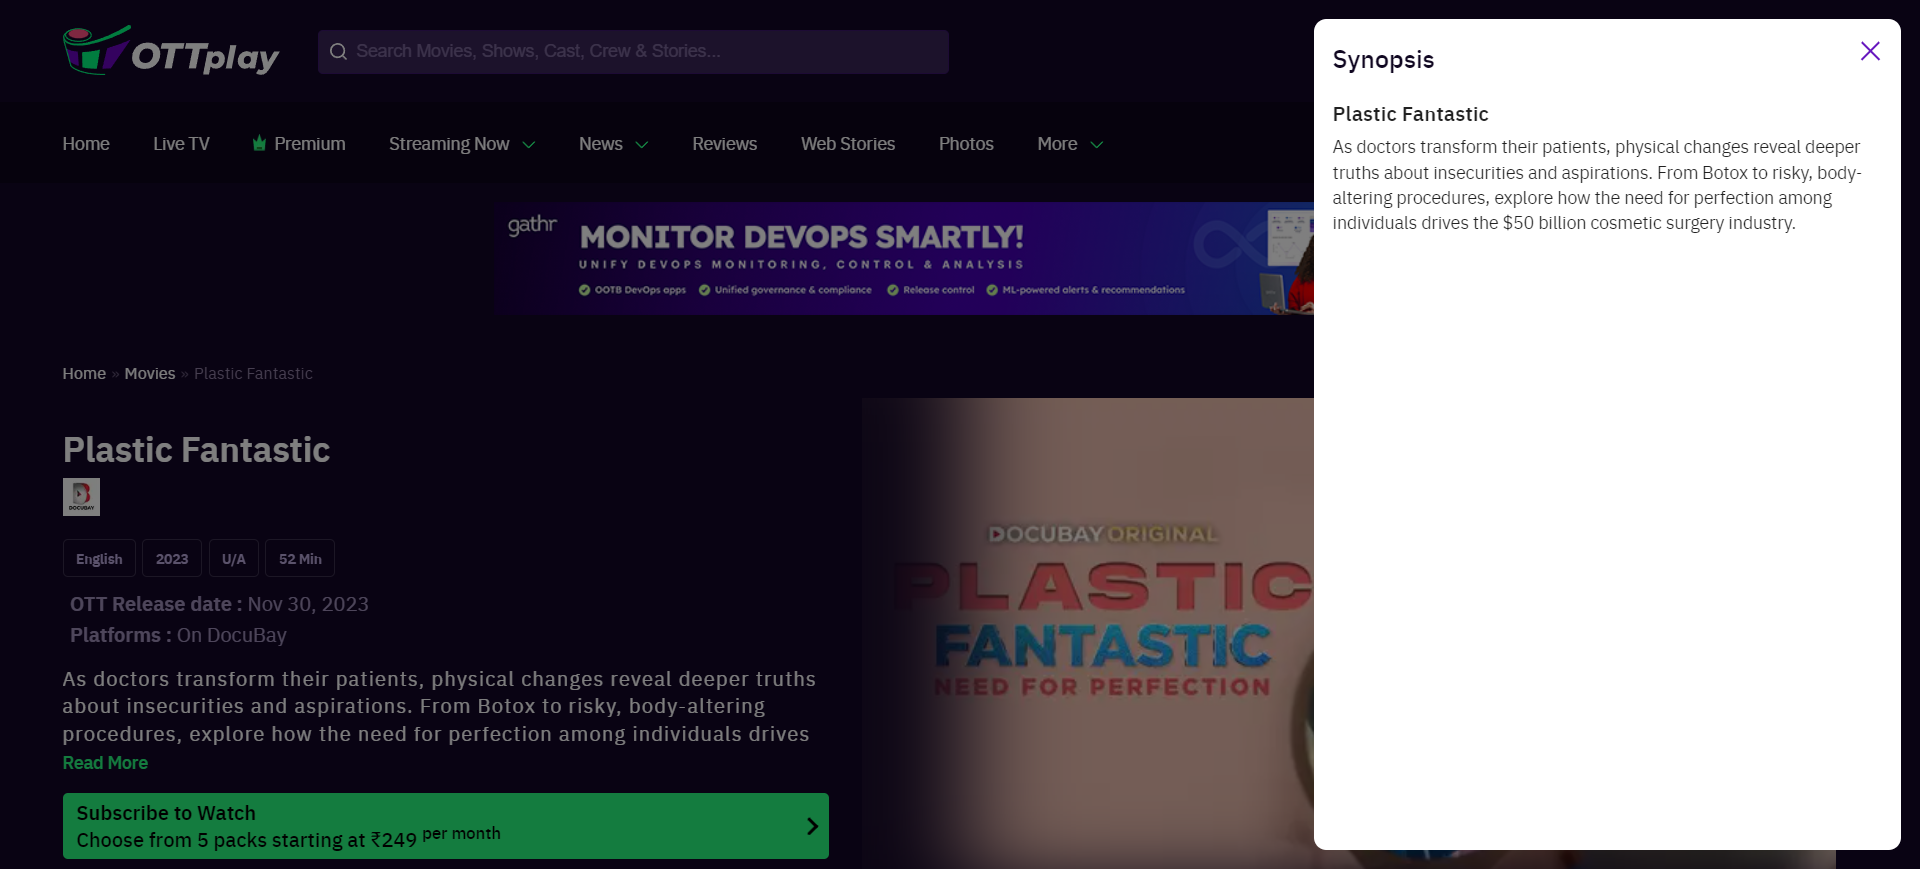 OTTplay
Search Movies, Shows, Cast, Crew & Stories...
Home
Live TV
Premium
Streaming Now
News
Reviews
Web Stories
Photos
More
gathr
MONITOR DEVOPS SMARTLY!
UNIFY DEVOPS MONITORING, CONTROL & ANALYSIS
OOTB DevOps apps
Unified governance & compliance
Release control
ML-powered alerts & recommendations
Home » Movies » Plastic Fantastic
Plastic Fantastic
DOCUBAY
English
2023
U/A
52 Min
OTT Release date : Nov 30, 2023
Platforms : On DocuBay
As doctors transform their patients, physical changes reveal deeper truths
about insecurities and aspirations. From Botox to risky, body-altering
procedures, explore how the need for perfection among individuals drives
Read More
Subscribe to Watch
Choose from 5 packs starting at ₹249 per month
DOCUBAY ORIGINAL
PLASTIC
FANTASTIC
NEED FOR PERFECTION
Synopsis
Plastic Fantastic
As doctors transform their patients, physical changes reveal deeper
truths about insecurities and aspirations. From Botox to risky, body-
altering procedures, explore how the need for perfection among
individuals drives the $50 billion cosmetic surgery industry.